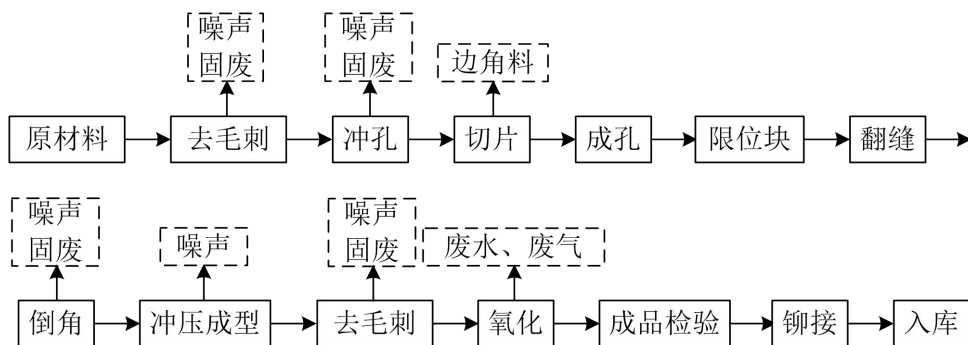 噪声
固废
噪声
固废
边角料
原材料
去毛刺
冲孔
切片
成孔
限位块
翻缝
噪声
固废
噪声
噪声
固废
废水、废气
倒角
冲压成型
去毛刺
氧化
成品检验
铆接
入库